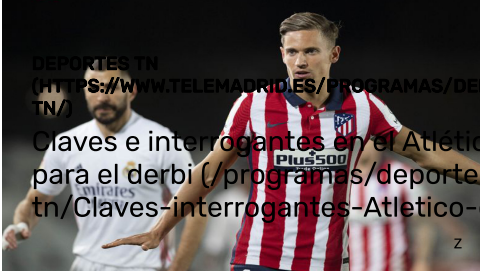 DEPORTES TN
(HTTPS://WWW.TELEMADRID.ES/PROGRAMAS/DE
TN/)
Claves e interrogantes en el Atlétic
para el derbi (/programas/deporte
tn/Claves-interrogantes-Atletico-
Plus500
Emirates
Z